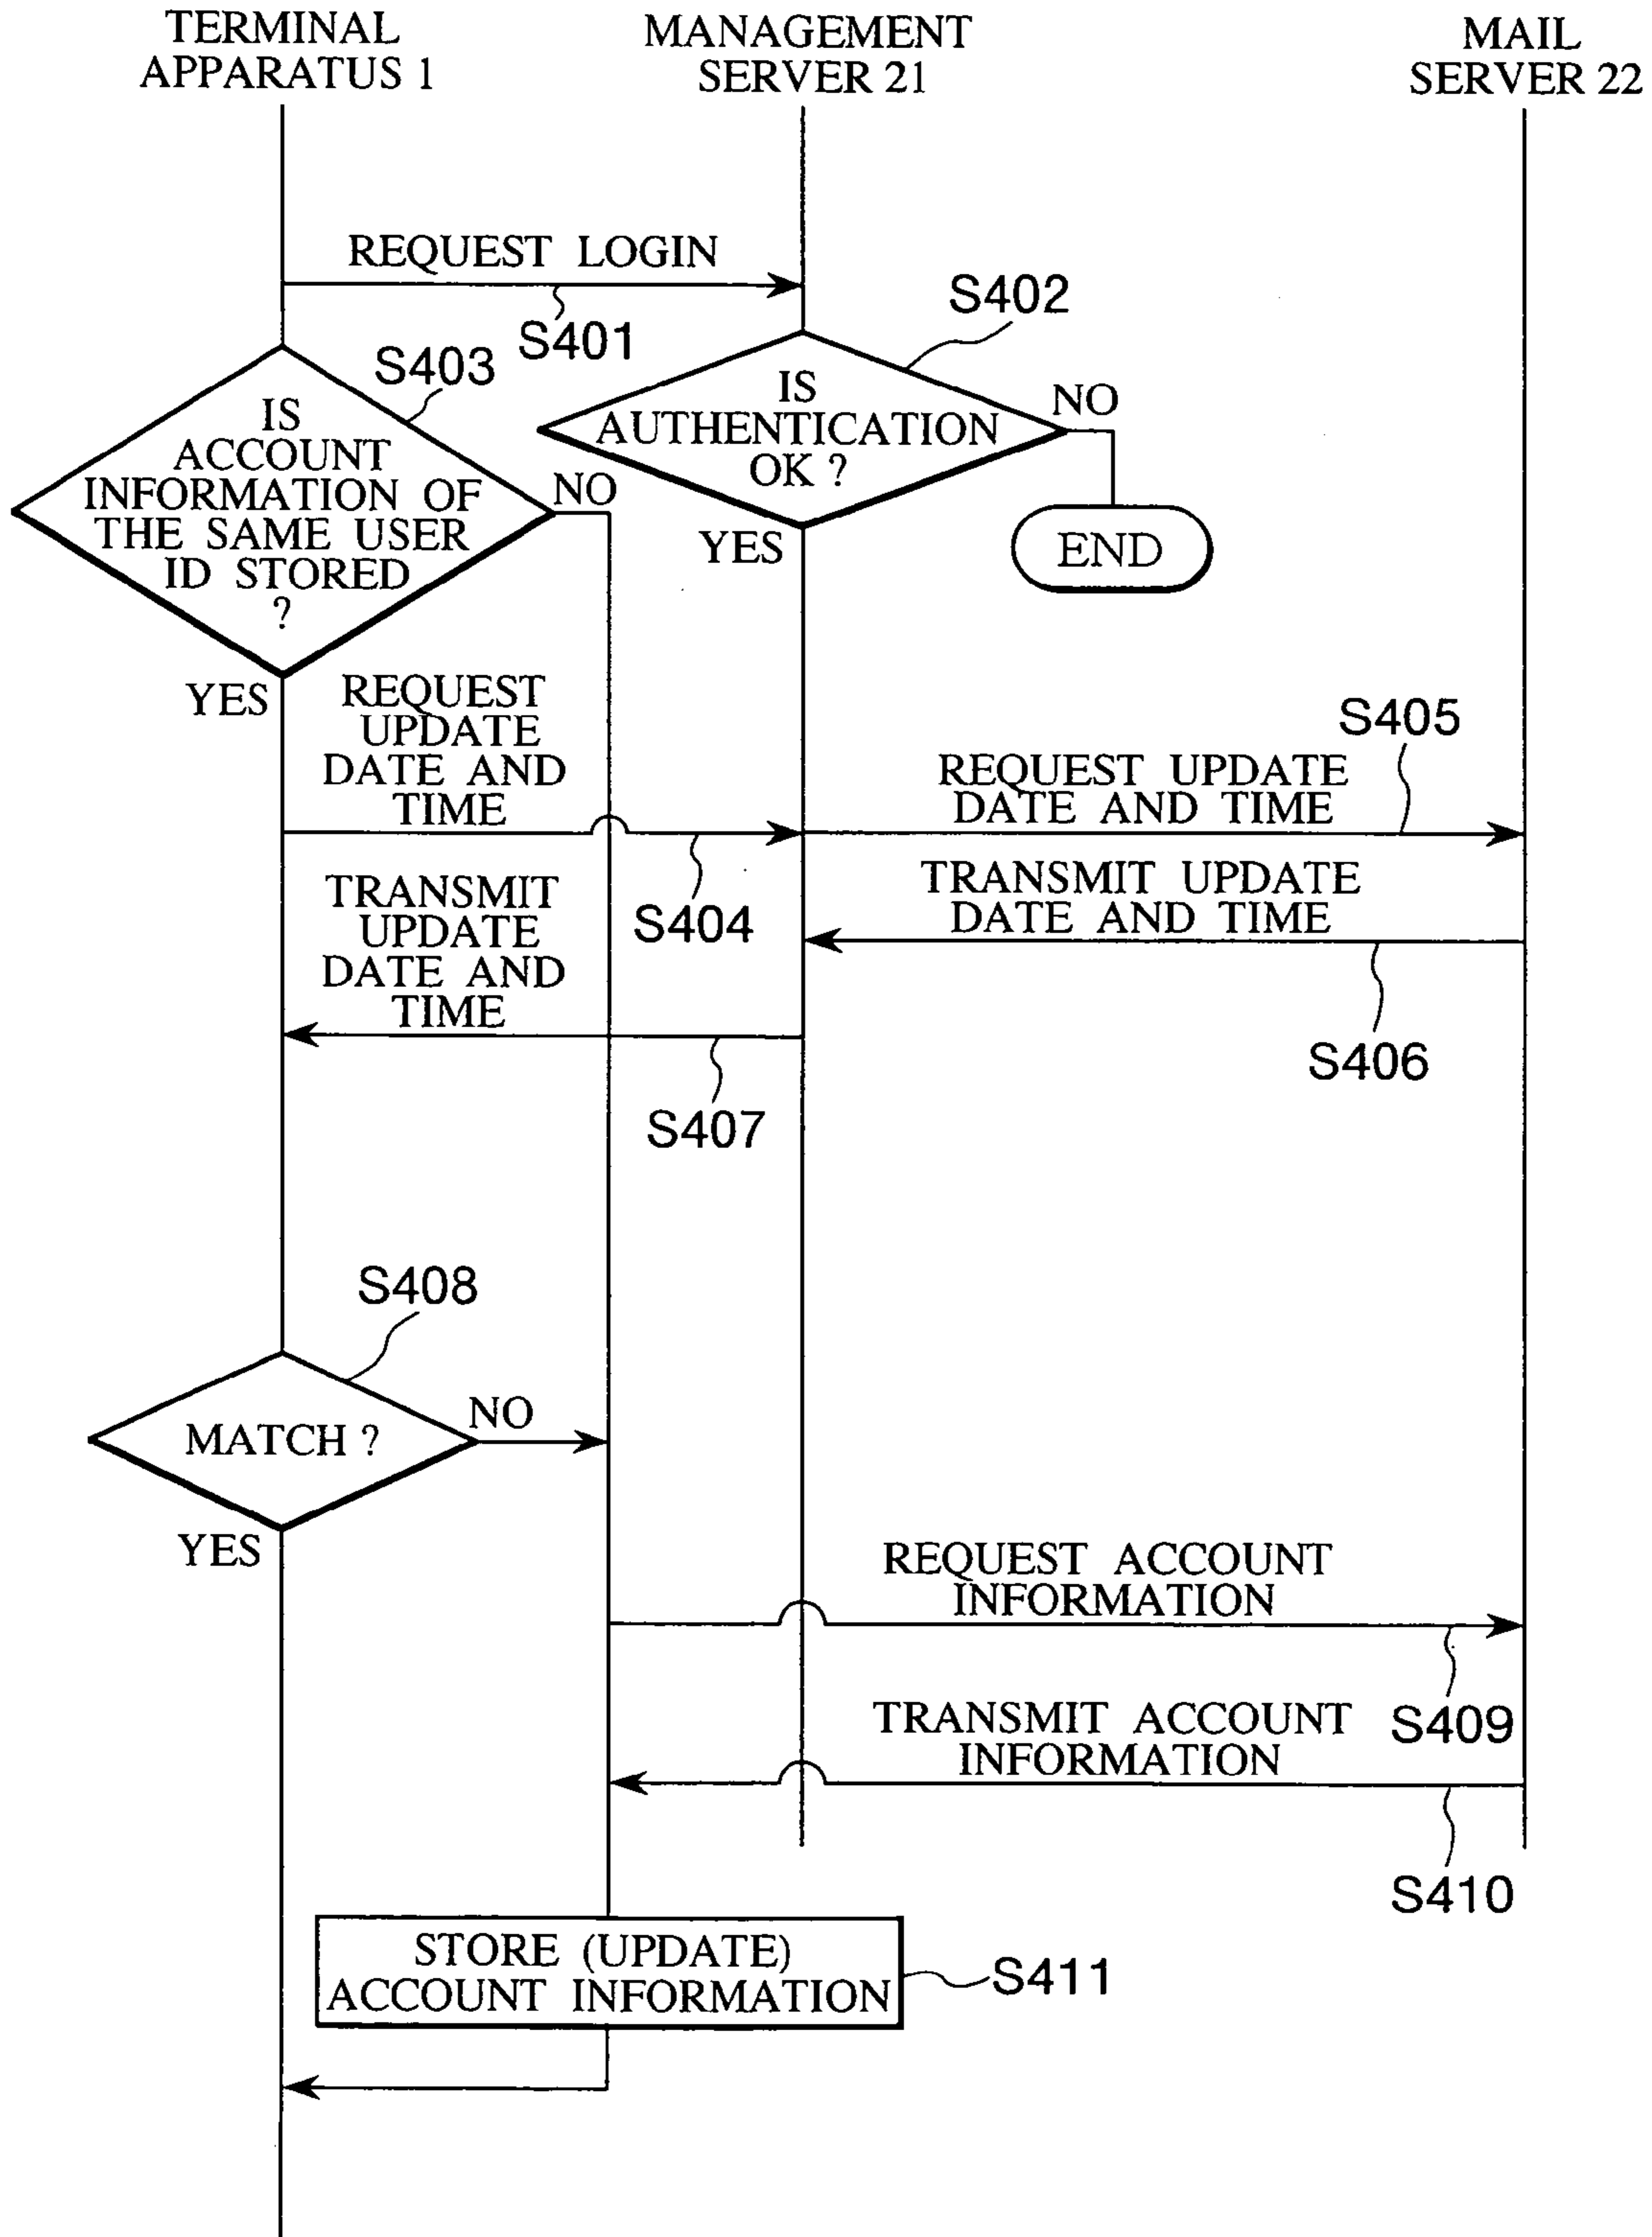 TERMINAL
APPARATUS 1
MANAGEMENT
SERVER 21
MAIL
SERVER 22
REQUEST LOGIN
S401
S402
S403
IS
AUTHENTICATION
OK ?
NO
END
YES
IS
ACCOUNT
INFORMATION OF
THE SAME USER
ID STORED
?
NO
YES
REQUEST
UPDATE
DATE AND
TIME
S404
REQUEST UPDATE
DATE AND TIME
S405
TRANSMIT UPDATE
DATE AND TIME
S406
TRANSMIT
UPDATE
DATE AND
TIME
S407
S408
MATCH ?
NO
YES
REQUEST ACCOUNT
INFORMATION
S409
TRANSMIT ACCOUNT
INFORMATION
S410
STORE (UPDATE)
ACCOUNT INFORMATION
S411